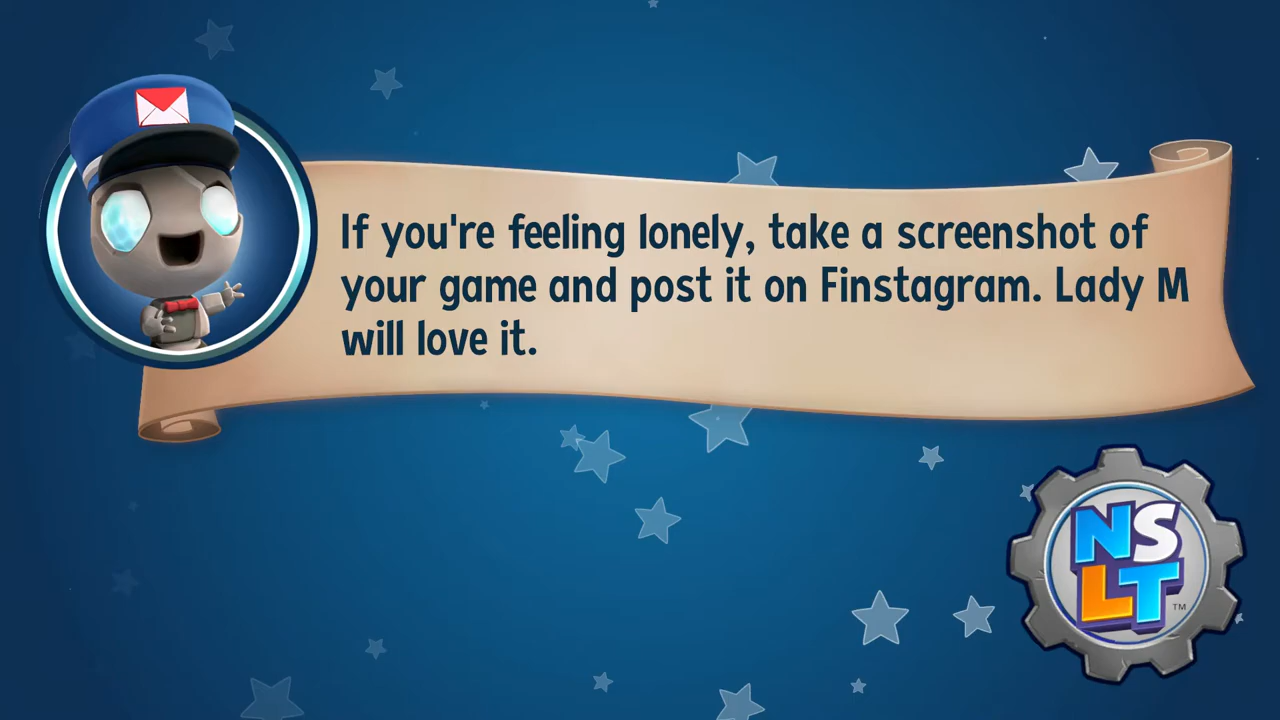 If you're feeling lonely, take a screenshot of
your game and post it on Finstagram. Lady M
will love it.
NS
LT
TM